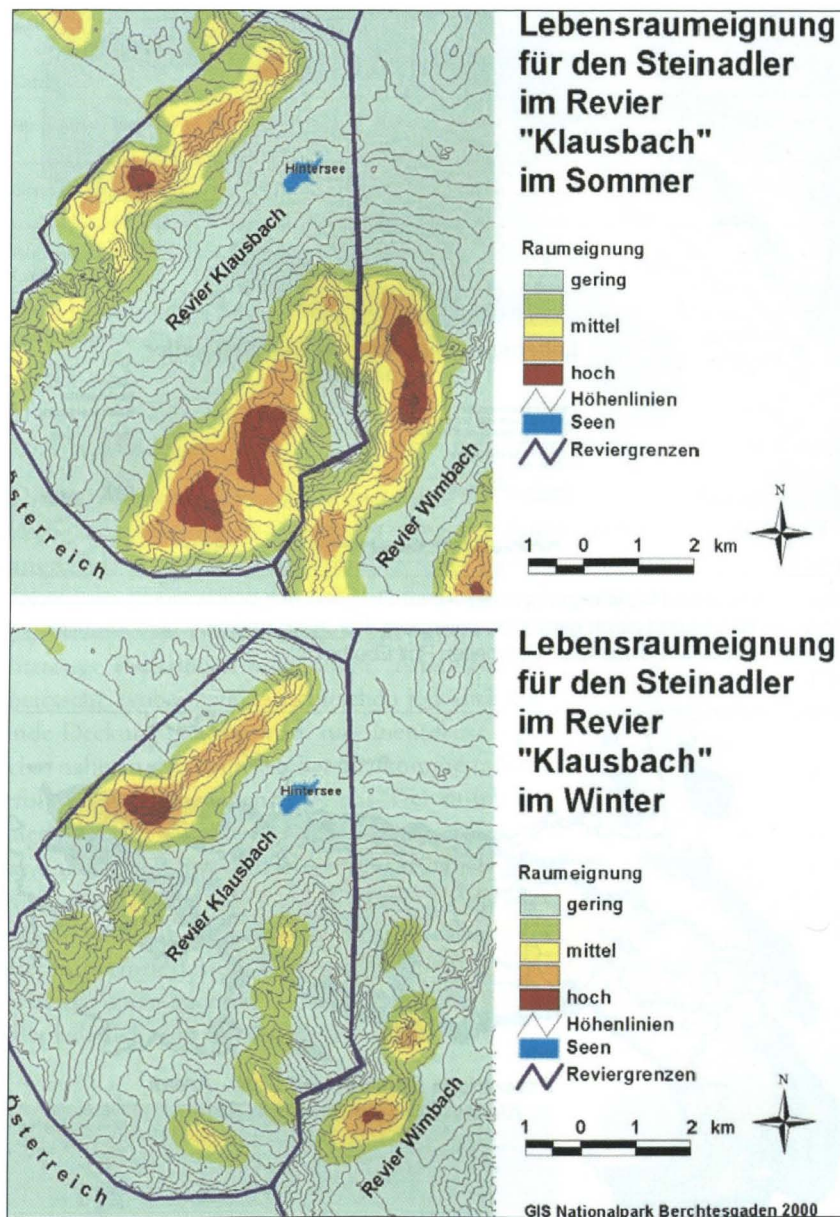 Lebensraumeignung
für den Steinadler
im Revier
"Klausbach"
im Sommer
Hintersee
Revier Klausbach
Revier Wimbach
Österreich
Raumeignung
gering
mittel
hoch
Höhenlinien
Seen
Reviergrenzen
N
1 0 1 2 km
Lebensraumeignung
für den Steinadler
im Revier
"Klausbach"
im Winter
Hintersee
Revier Klausbach
Revier Wimbach
Österreich
Raumeignung
gering
mittel
hoch
Höhenlinien
Seen
Reviergrenzen
N
1 0 1 2 km
GIS Nationalpark Berchtesgaden 2000